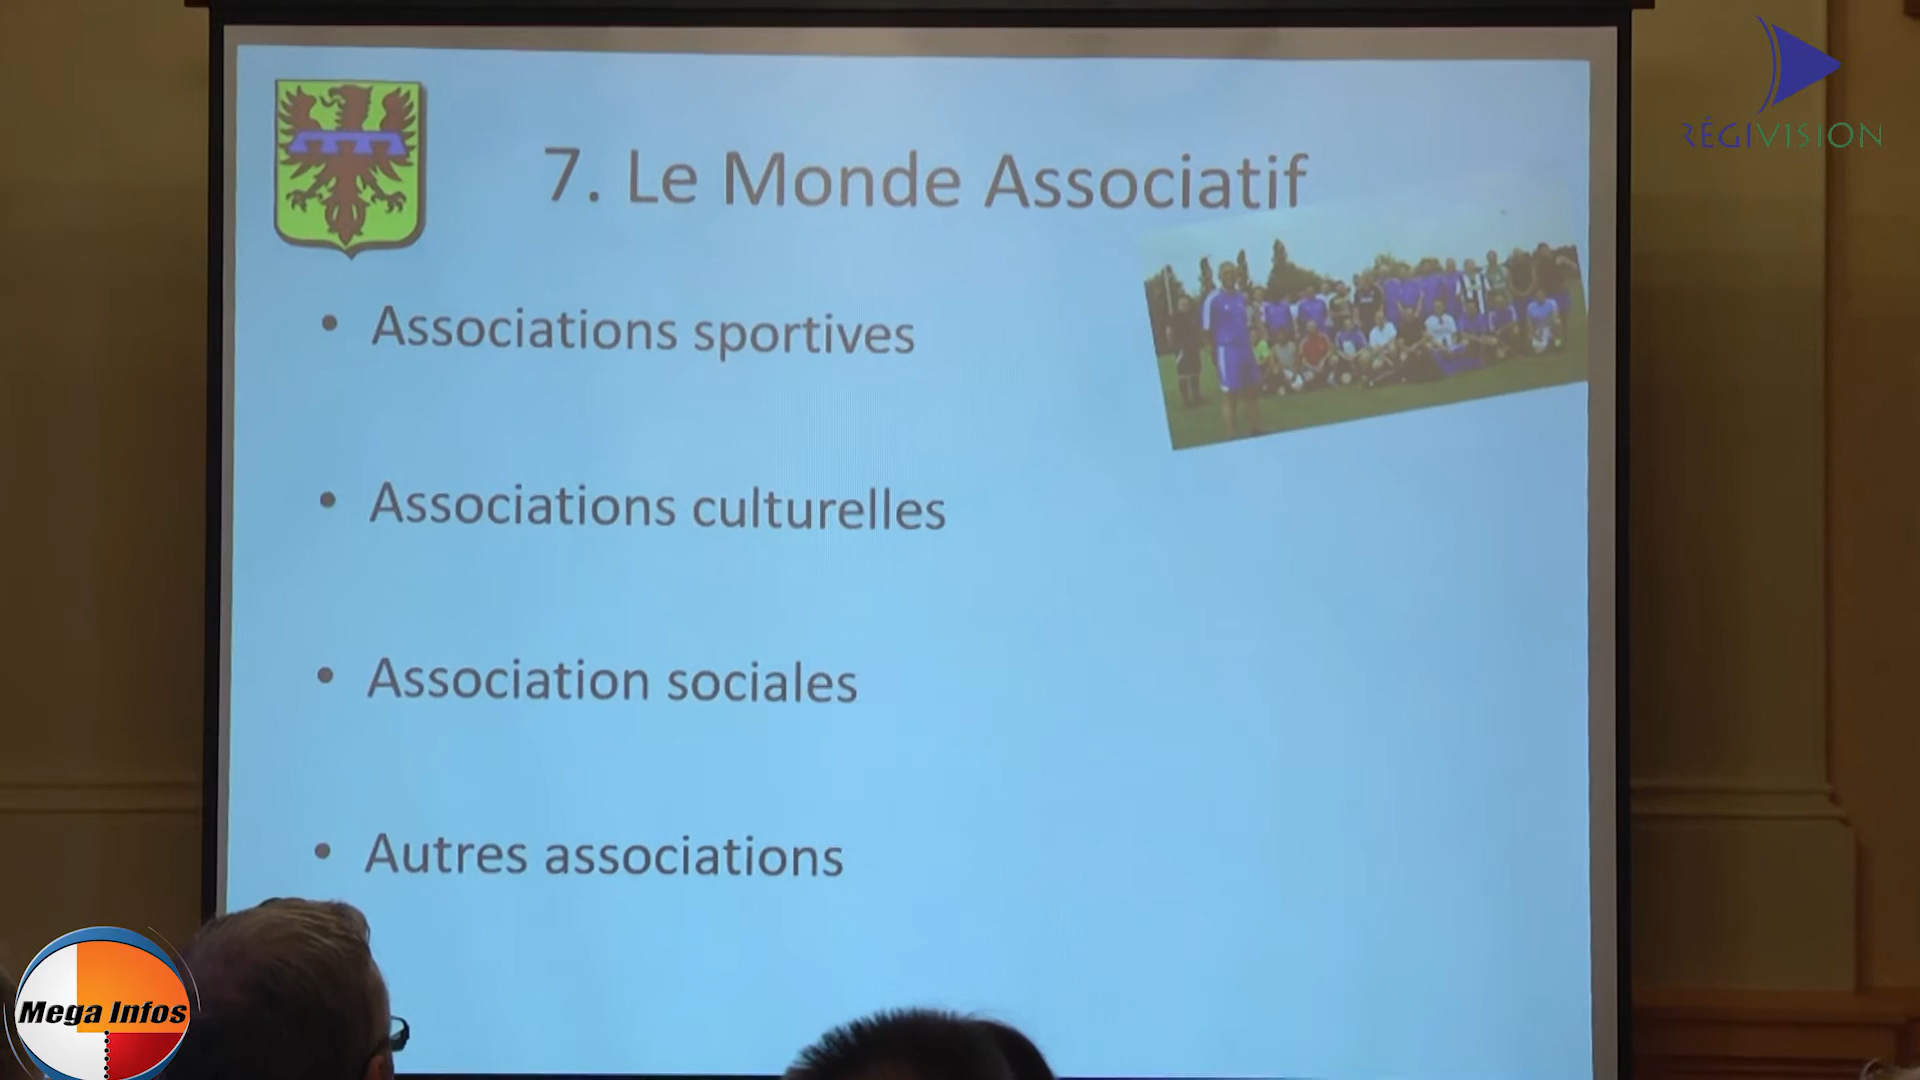 RÉGIVISION
7. Le Monde Associatif
• Associations sportives
• Associations culturelles
• Association sociales
• Autres associations
Mega Infos